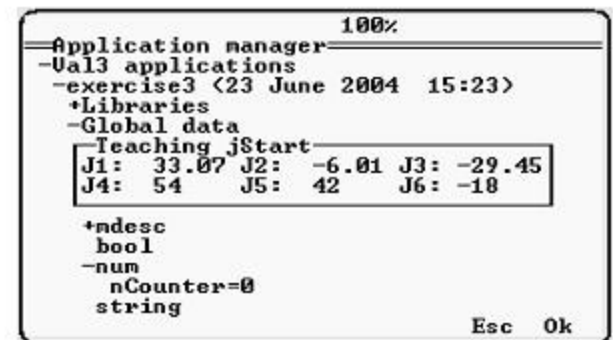 100%
Application manager
-Val3 applications
-exercise3 <23 June 2004 15:23>
+Libraries
-Global data
Teaching jStart
J1: 33.07 J2: -6.01 J3: -29.45
J4: 54 J5: 42 J6: -18
+mdesc
bool
-num
nCounter=0
string
Esc Ok